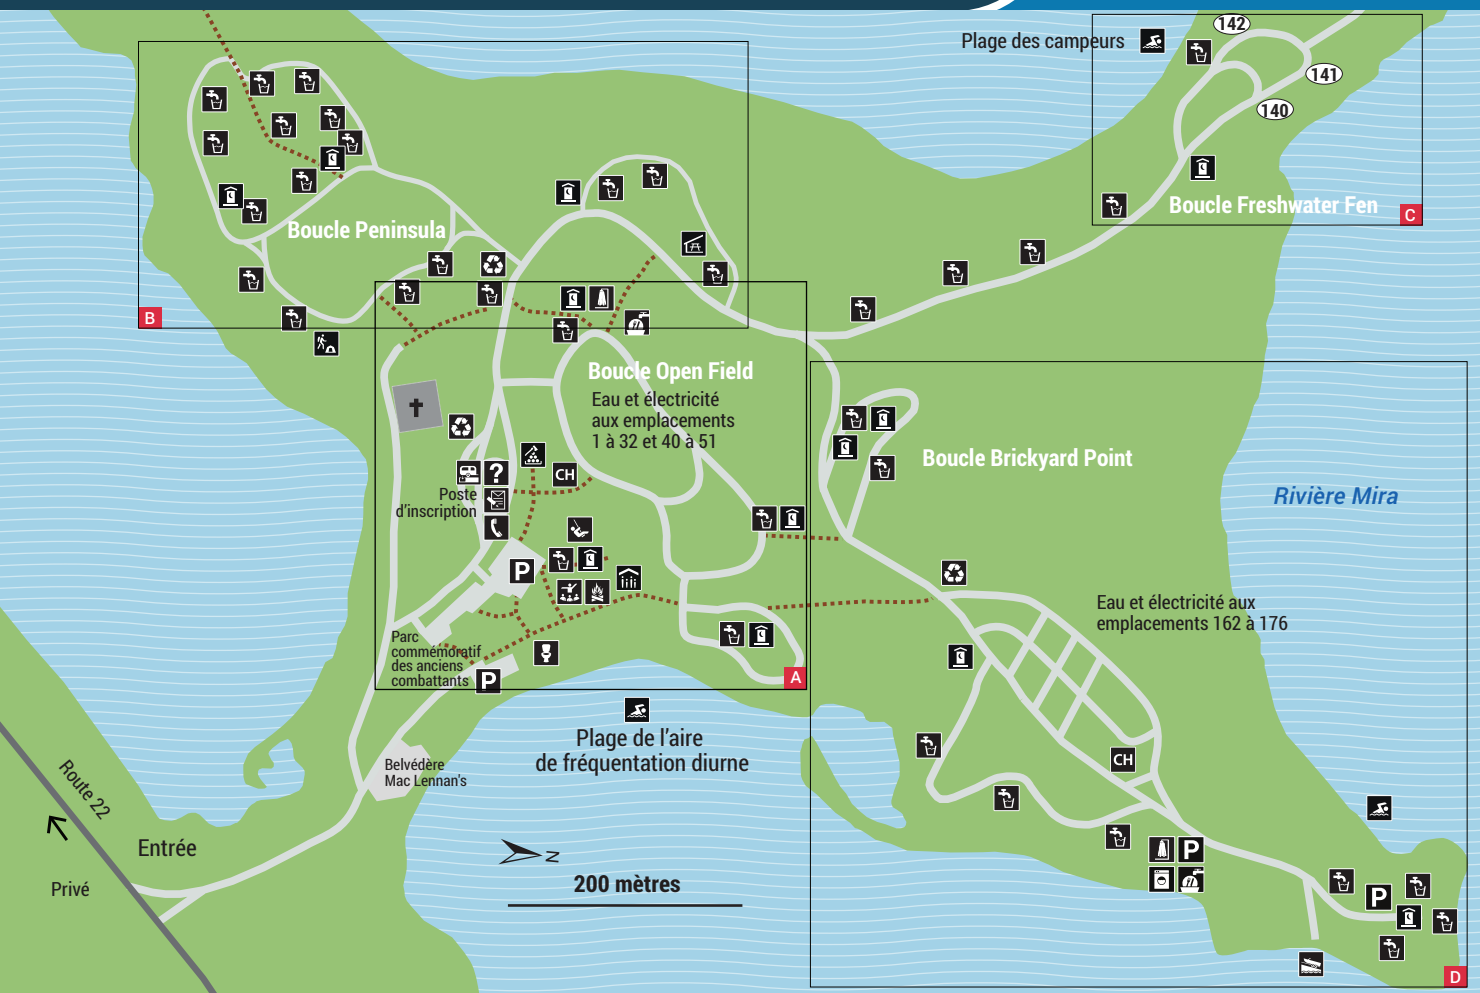 Plage des campeurs
142
141
140
Boucle Freshwater Fen
C
Boucle Peninsula
B
Boucle Open Field
Eau et électricité
aux emplacements
1 à 32 et 40 à 51
CH
?
Poste
d'inscription
P
Parc
commémoratif
des anciens
combattants
P
A
Boucle Brickyard Point
Rivière Mira
Eau et électricité aux
emplacements 162 à 176
CH
P
P
D
Plage de l'aire
de fréquentation diurne
Belvédère
Mac Lennan's
Route 22
Entrée
Privé
N
200 mètres